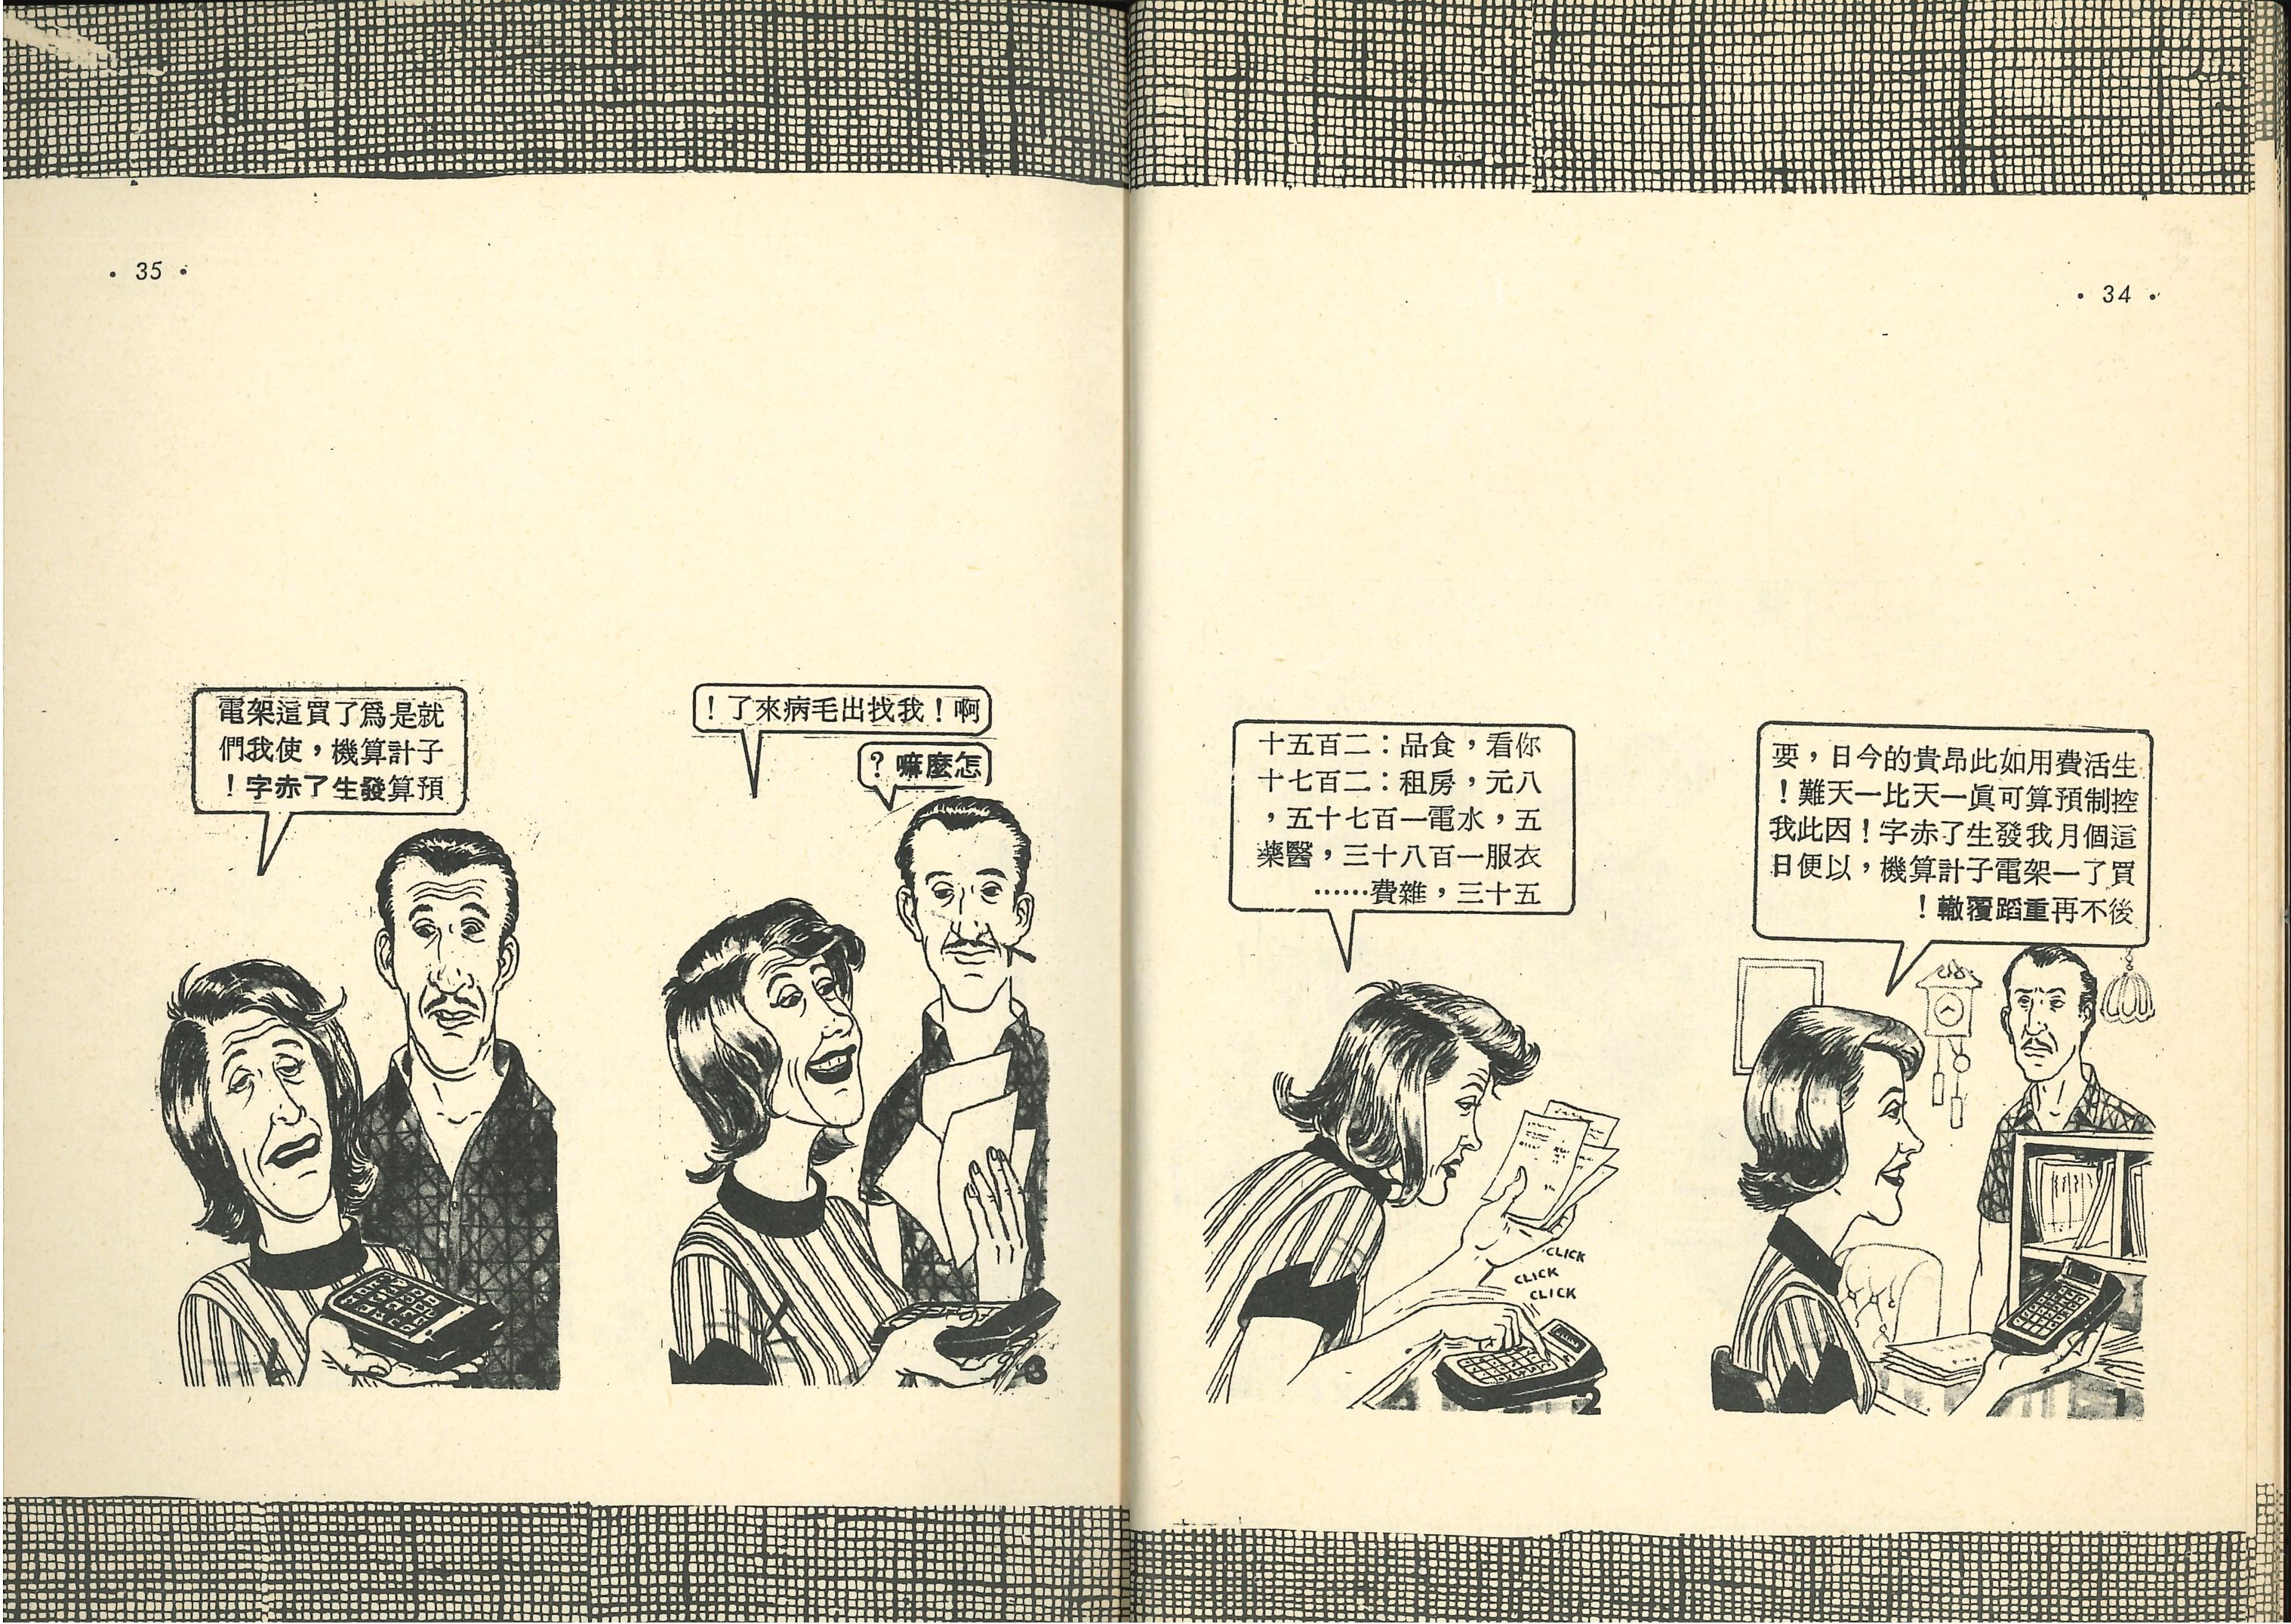 • 34 •
生活費用如此昂貴的今日，要
控制預算可眞一天比一天難！
這個月我發生了赤字！因此我
買了一架電子計算機，以便日
後不再重蹈覆轍！
1
你看，食品：二百五十
八元，房租：二百七十
五，水電一百七十五，
衣服一百八十三，醫藥
五十三，雜費……
CLICK
CLICK
CLICK
2
• 35 •
啊！我找出毛病來了！
怎麼嘛？
3
就是爲了買這架電
子計算機，使我們
預算發生了赤字！